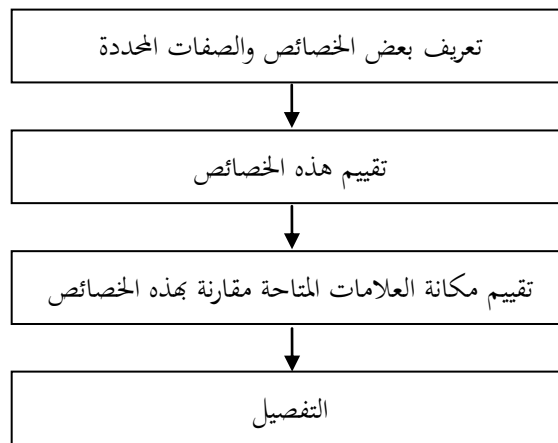 تعريف بعض الخصائص والصفات المحددة
تقييم هذه الخصائص
تقييم مكانة العلامات المتاحة مقارنة بهذه الخصائص
التفصيل